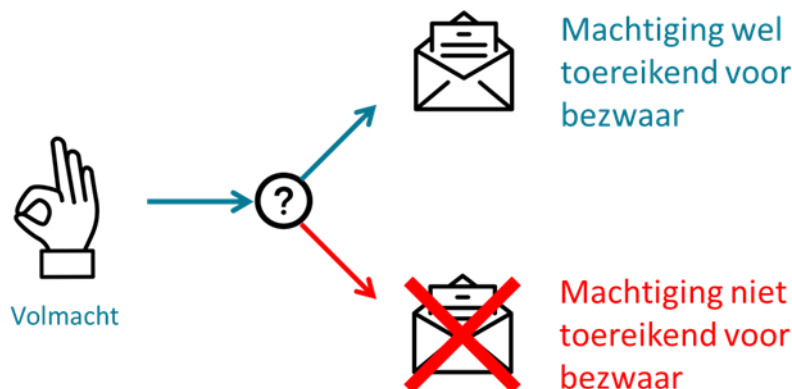 Machtiging wel
toereikend voor
bezwaar
?
Volmacht
Machtiging niet
toereikend voor
bezwaar